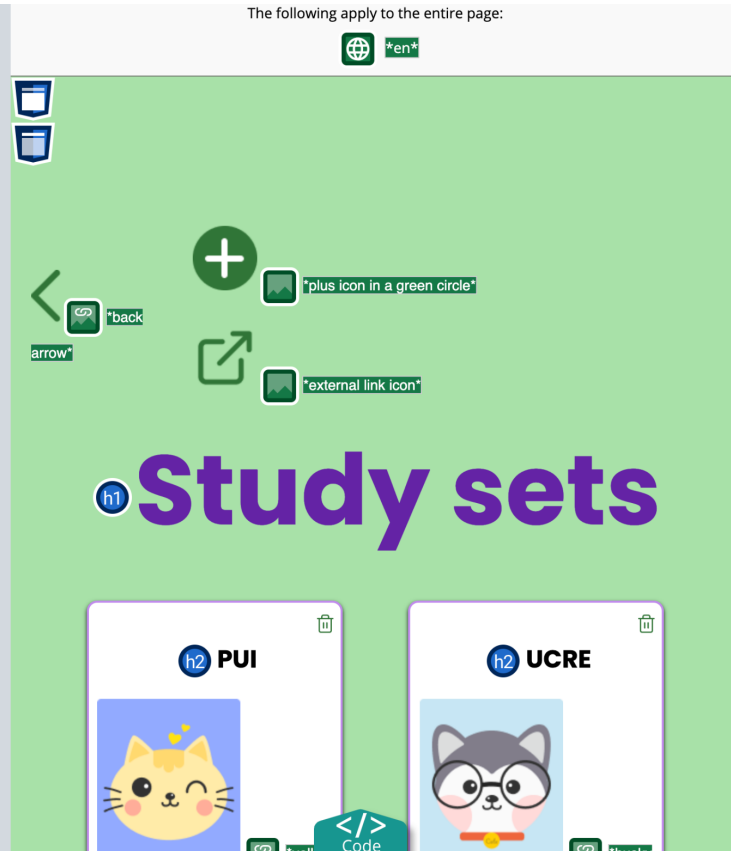 The following apply to the entire page:
*en*
*plus icon in a green circle*
*back
arrow*
*external link icon*
h1 Study sets
h2 PUI
h2 UCRE
</>
Code